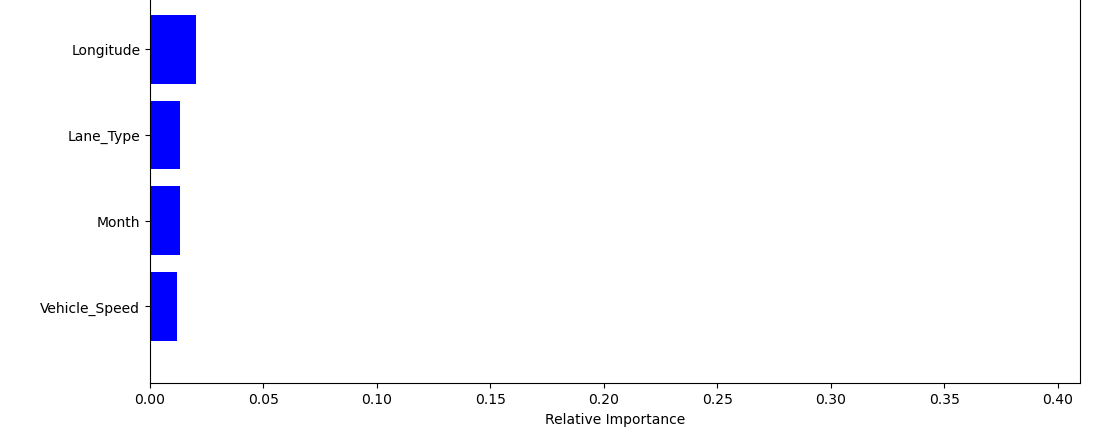 Longitude
Lane_Type
Month
Vehicle_Speed
0.00 0.05 0.10 0.15 0.20 0.25 0.30 0.35 0.40
Relative Importance